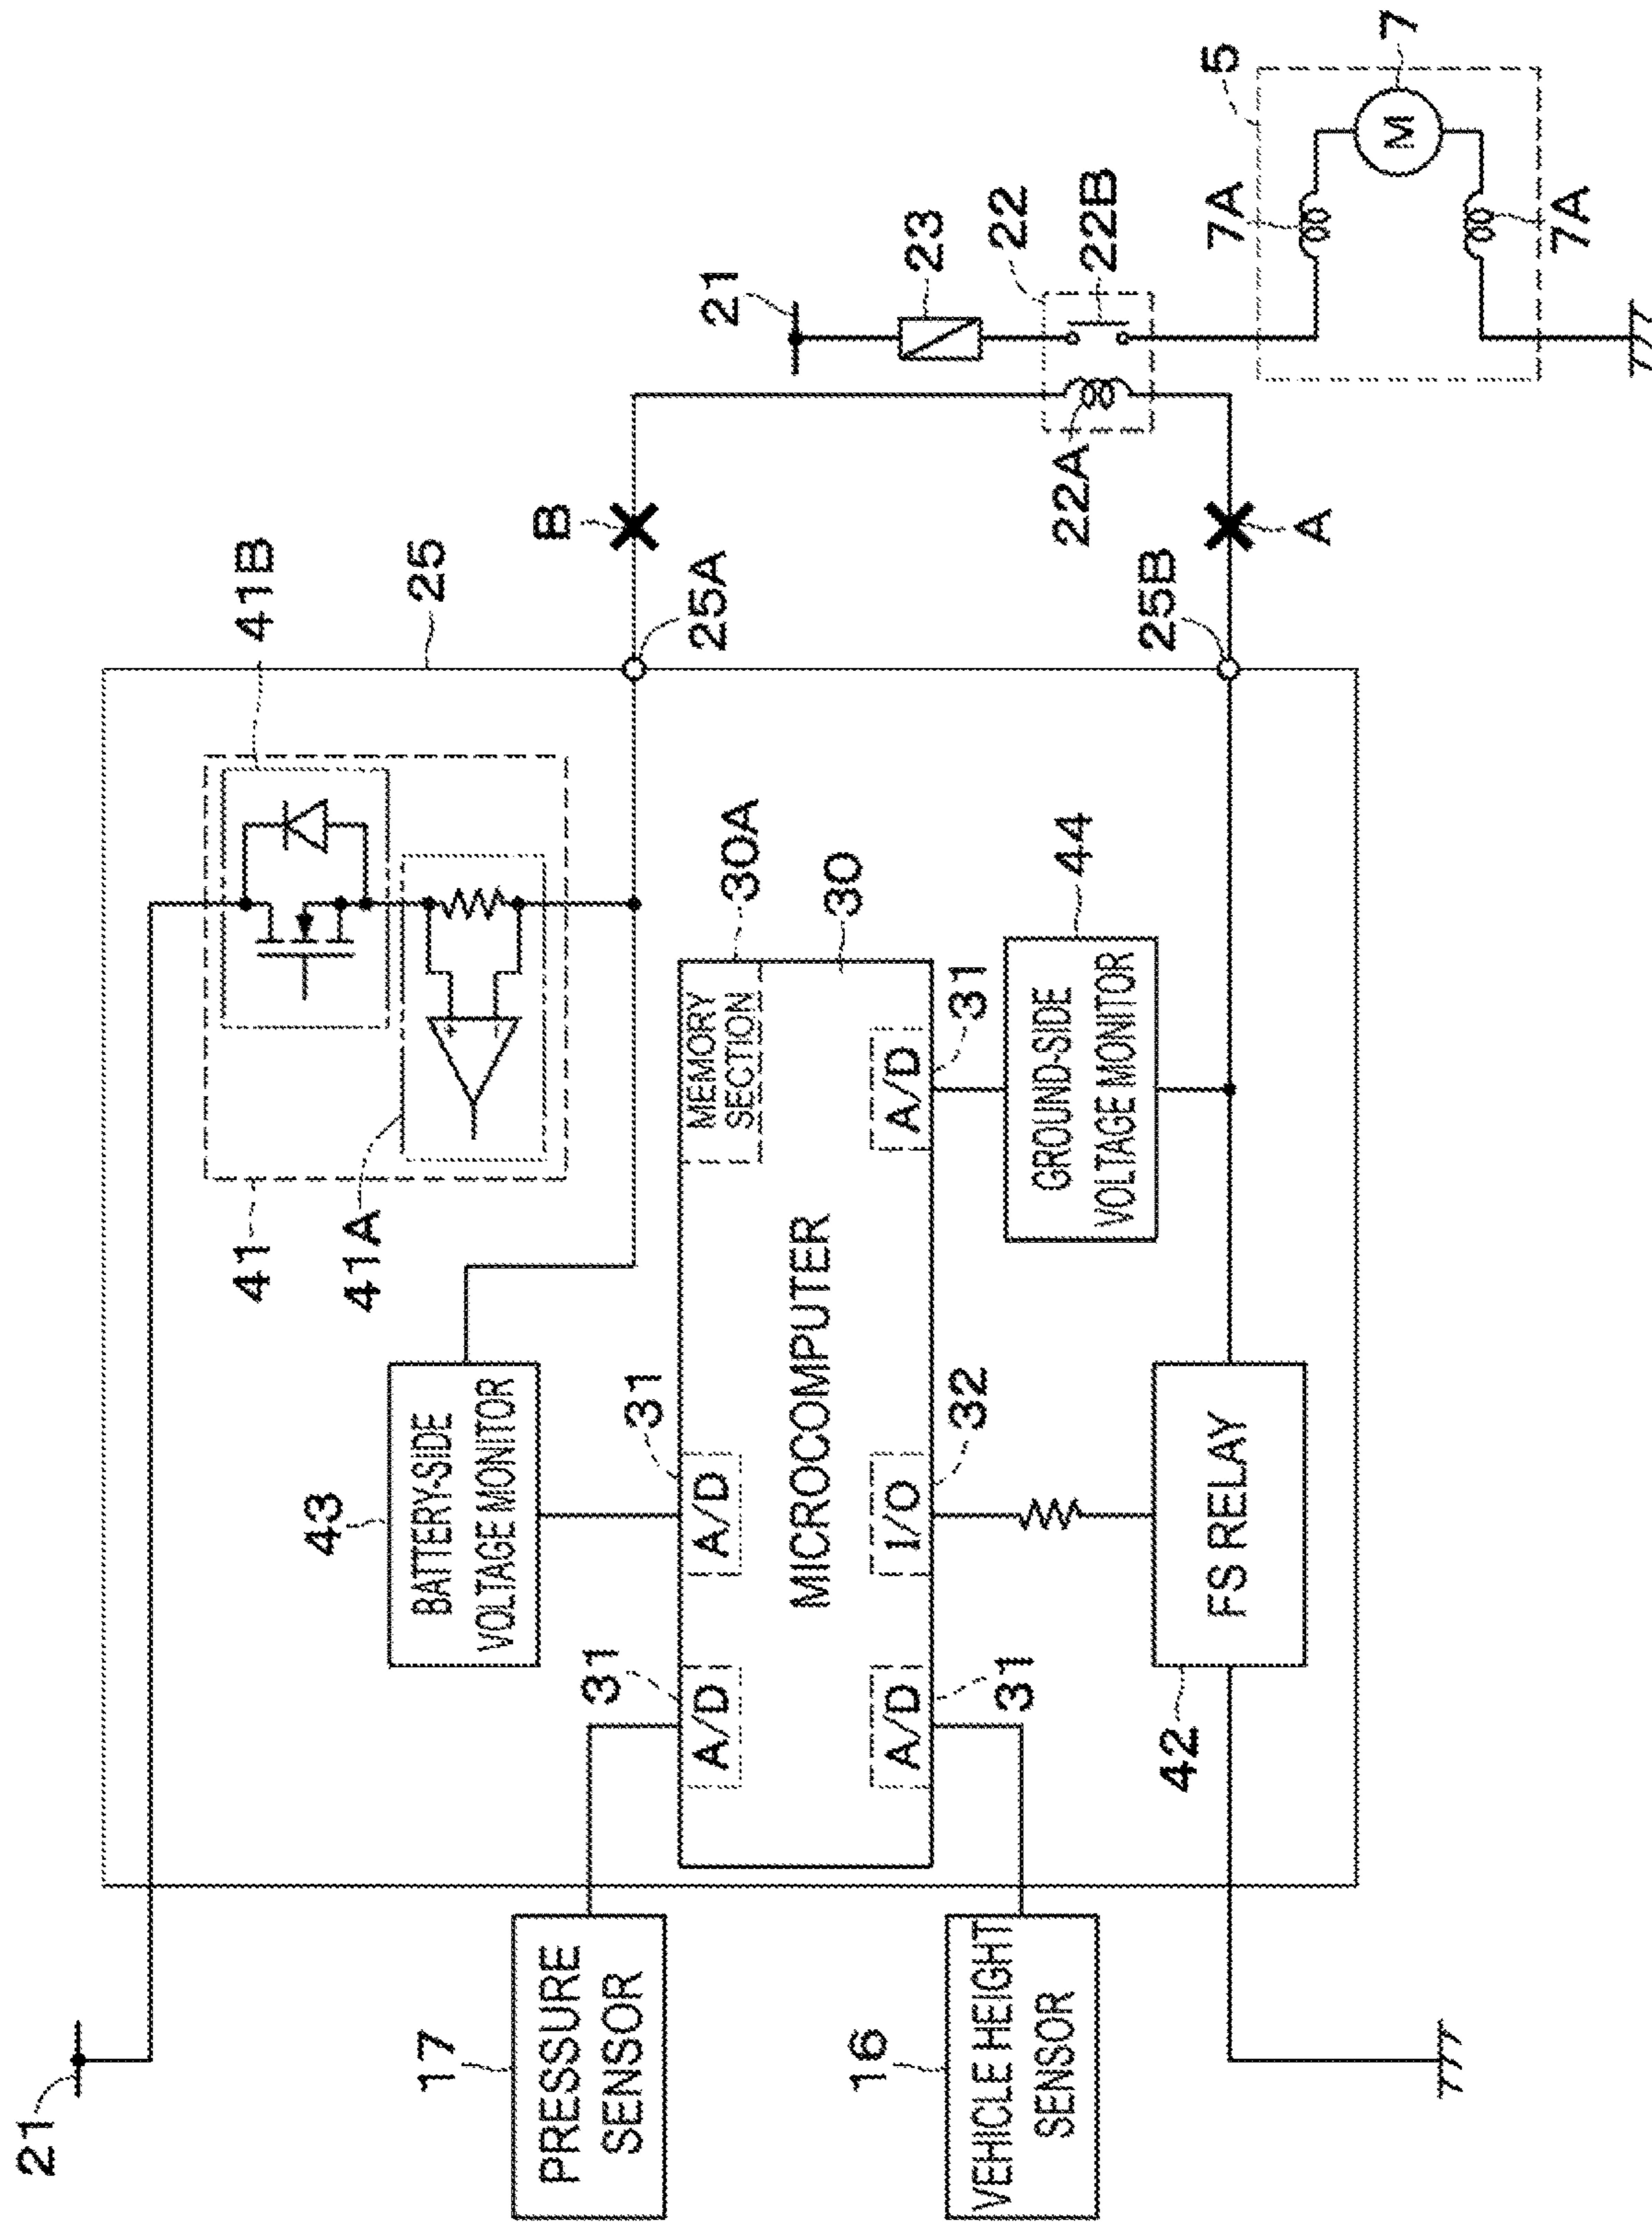 21
41
41B
41A
25
43
BATTERY-SIDE
VOLTAGE MONITOR
B
25A
21
23
22
22B
22A
5
7
M
7A
7A
17
PRESSURE
SENSOR
31
A/D
31
A/D
MEMORY
SECTION
30A
30
MICROCOMPUTER
16
VEHICLE HEIGHT
SENSOR
A/D
31
I/O
32
A/D
31
GROUND-SIDE
VOLTAGE MONITOR
44
42
FS RELAY
25B
A
+
-